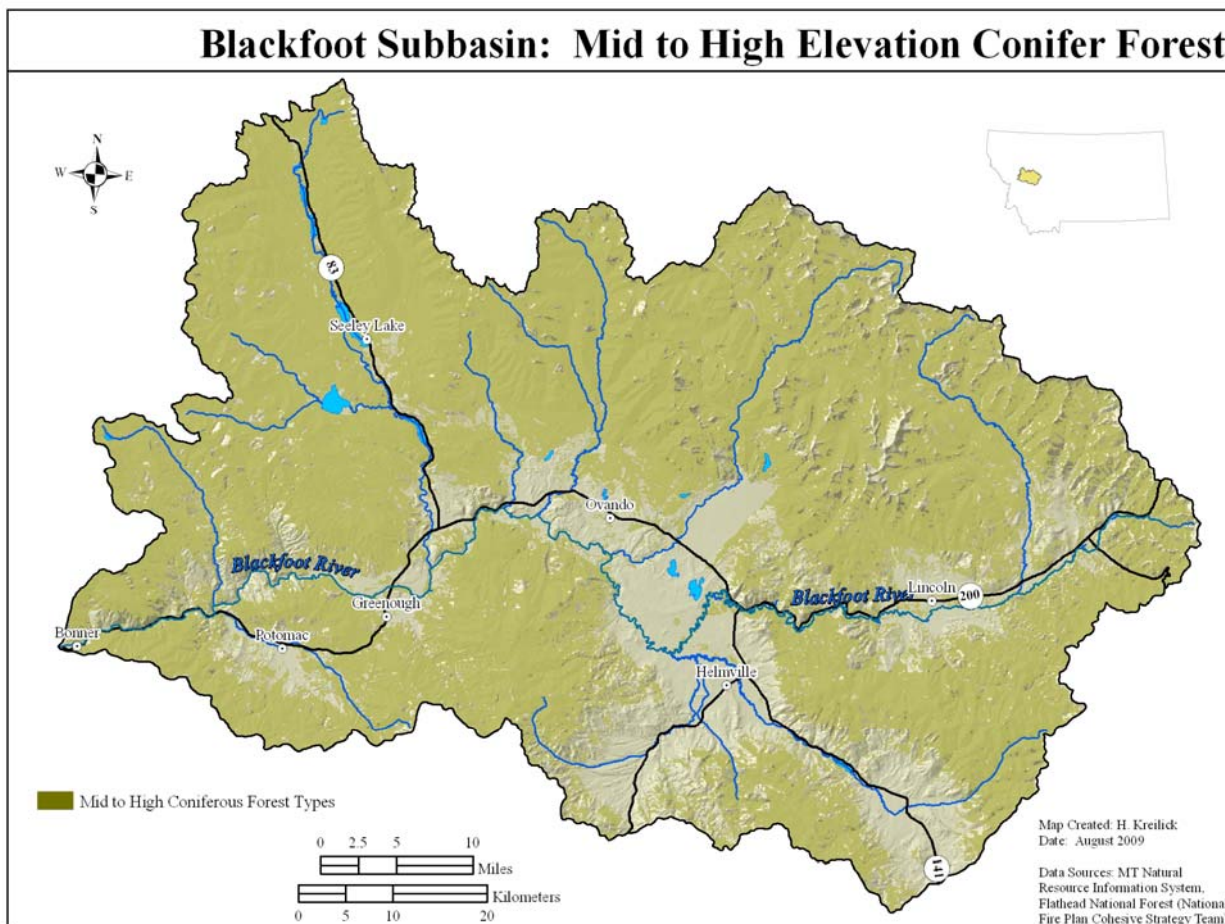 Blackfoot Subbasin: Mid to High Elevation Conifer Forest
N
W E
S
83
Seeley Lake
Ovando
Blackfoot River
Blackfoot River
Lincoln
200
Greenough
Bonner
Potomac
Helmville
141
Mid to High Coniferous Forest Types
0 2.5 5 10
Miles
Kilometers
0 5 10 20
Map Created: H. Kreilick
Date: August 2009
Data Sources: MT Natural
Resource Information System,
Flathead National Forest (Nationa
Fire Plan Cohesive Strategy Team